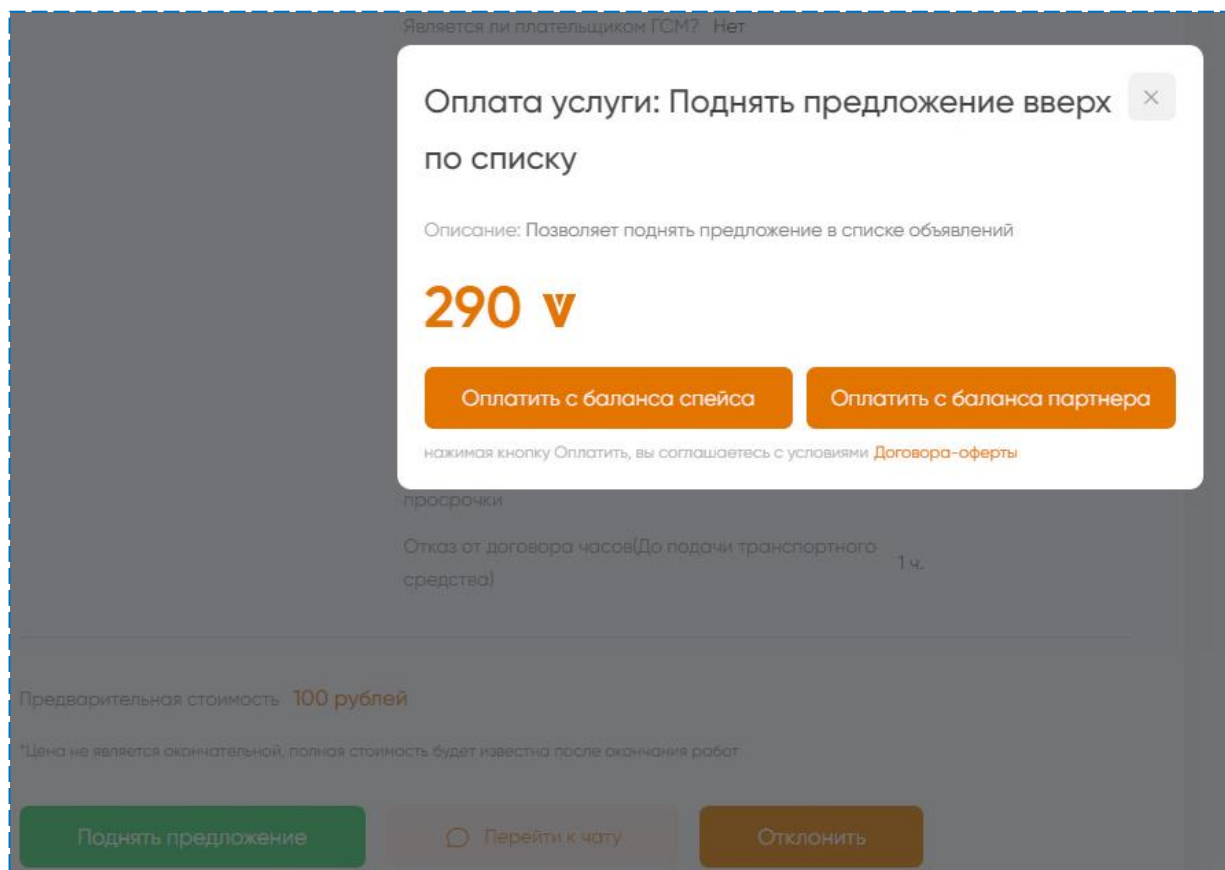 Является ли плательщиком ГСМ? Нет
Оплата услуги: Поднять предложение вверх
по списку
Описание: Позволяет поднять предложение в списке объявлений
290
Оплатить с баланса спейса
Оплатить с баланса партнера
нажимая кнопку Оплатить, вы соглашаетесь с условиями Договора-оферты
просрочки
Отказ от договора часов(До подачи транспортного
средства)
1 ч.
Предварительная стоимость 100 рублей
*Цена не является окончательной, полная стоимость будет известна после окончания работ
Поднять предложение
Перейти к чату
Отклонить